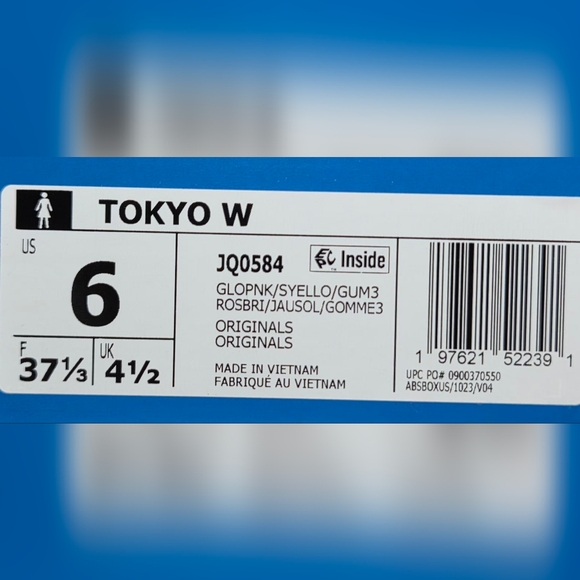 TOKYO W
US
6
F
37⅓
UK
4½
JQ0584
Inside
TM
GLOPNK/SYELLO/GUM3
ROSBRI/JAUSOL/GOMME3
ORIGINALS
ORIGINALS
MADE IN VIETNAM
FABRIQUÉ AU VIETNAM
1 97621 52239 1
UPC PO# 0900370550
ABSBOXUS/1023/V04